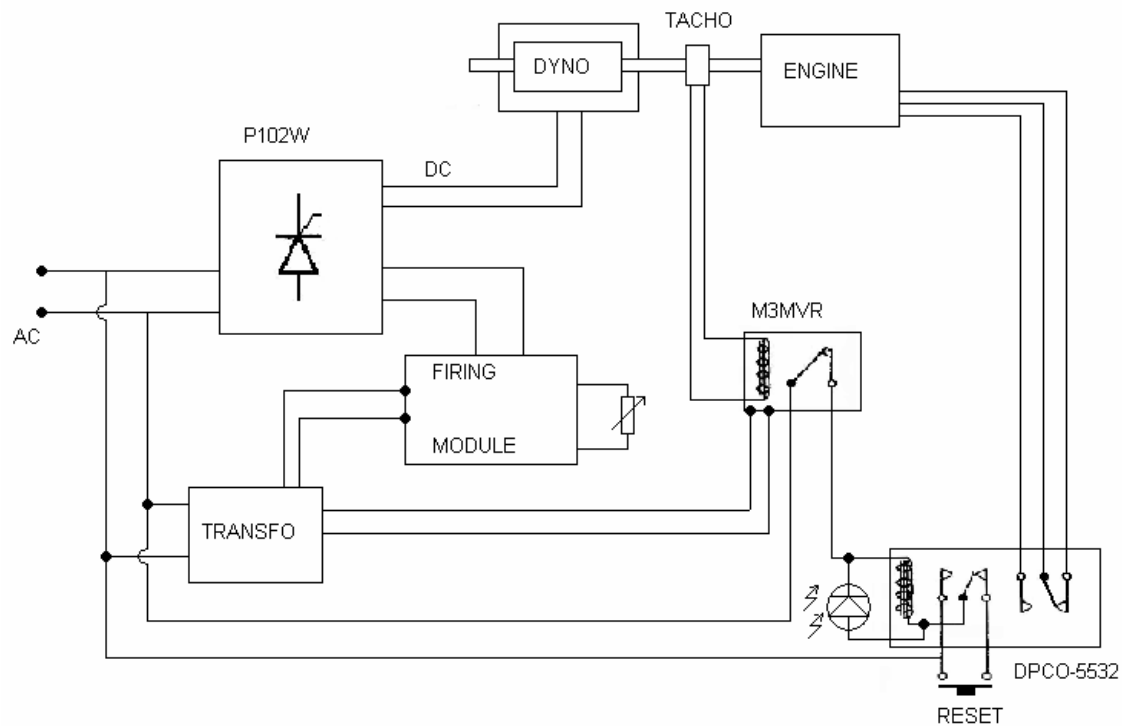 TACHO
DYNO
ENGINE
P102W
DC
AC
M3MVR
FIRING
MODULE
TRANSFO
DPCO-5532
RESET